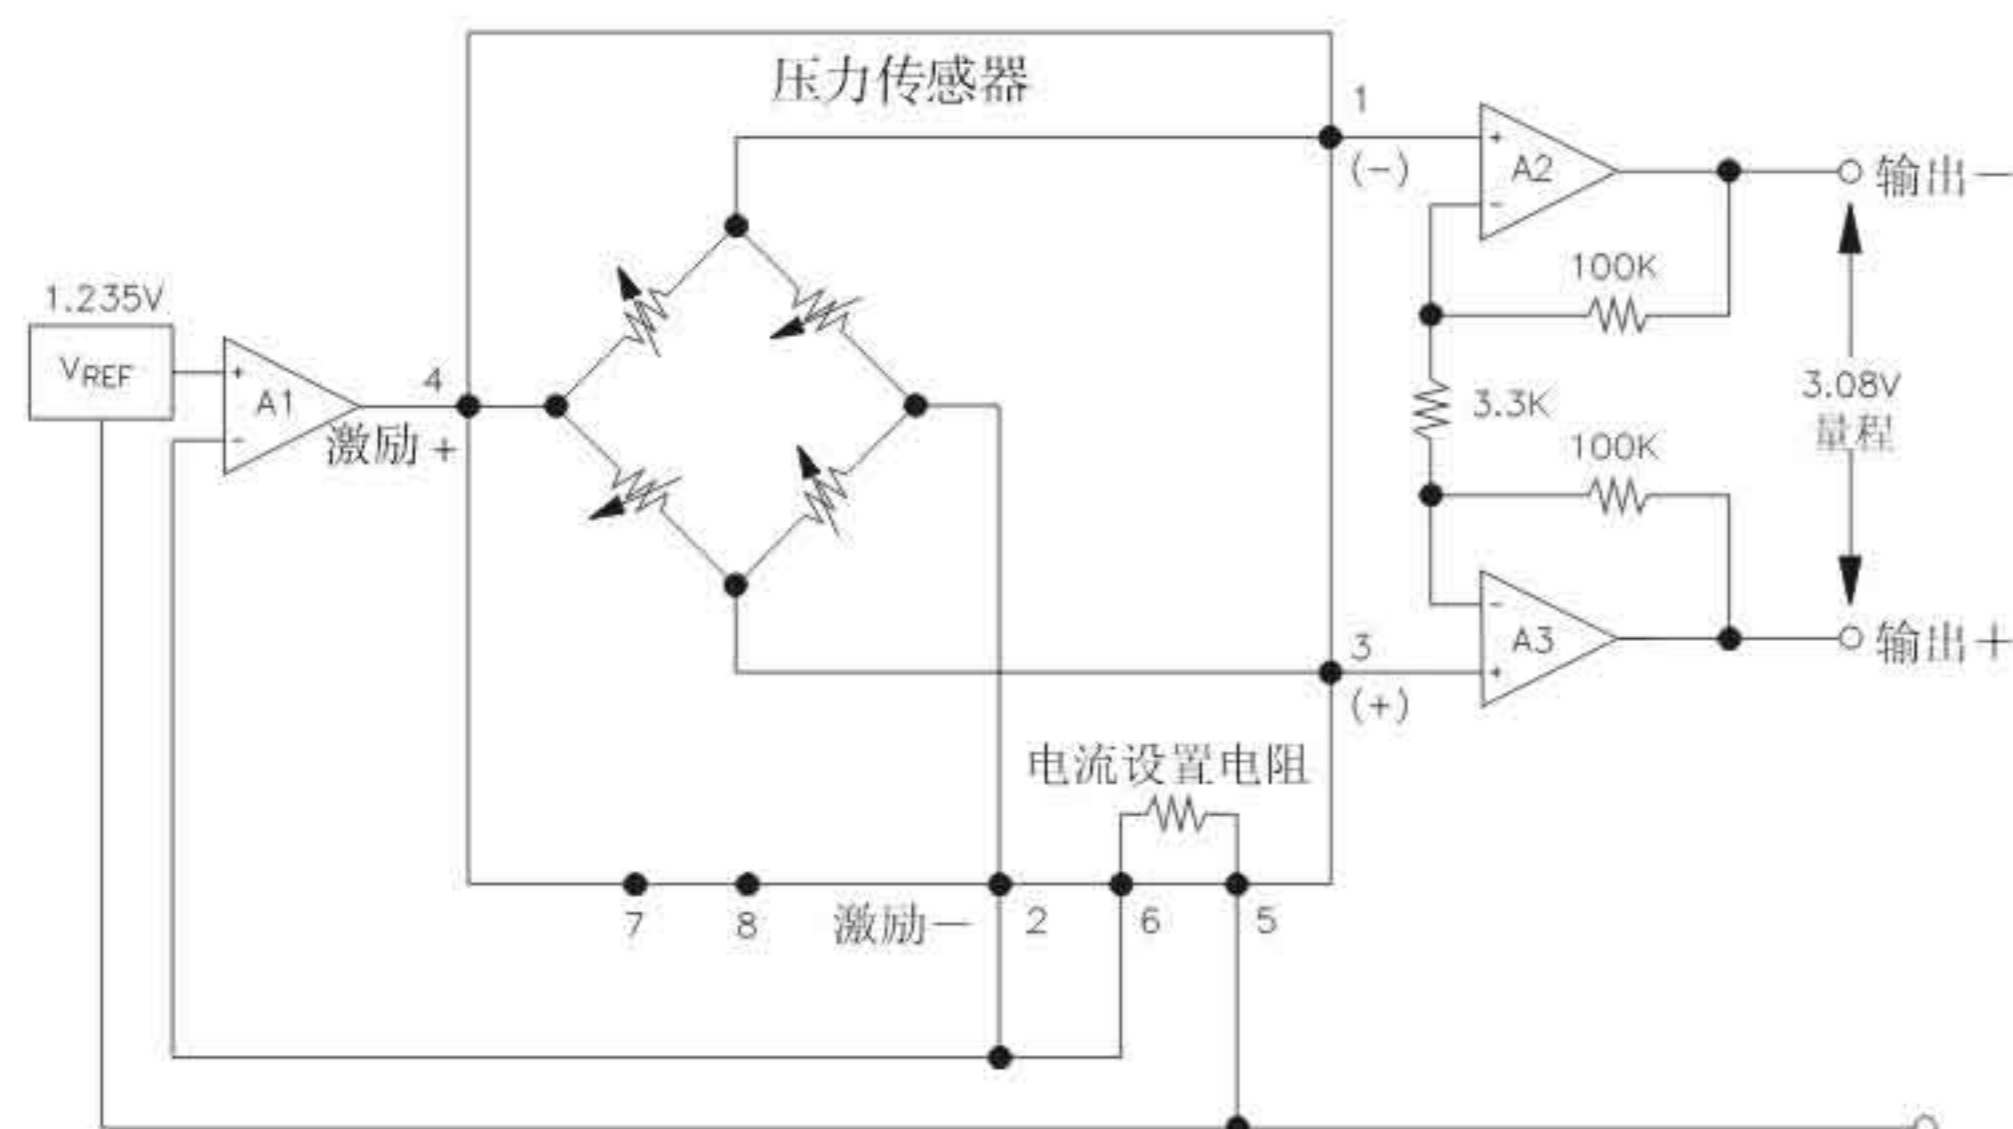 压力传感器
1
(-)
+
A2
-
输出—
100K
1.235V
VREF
+
A1
-
4
激励+
3.3K
3.08V
量程
100K
-
A3
+
输出+
3
(+)
电流设置电阻
7
8
激励—
2
6
5